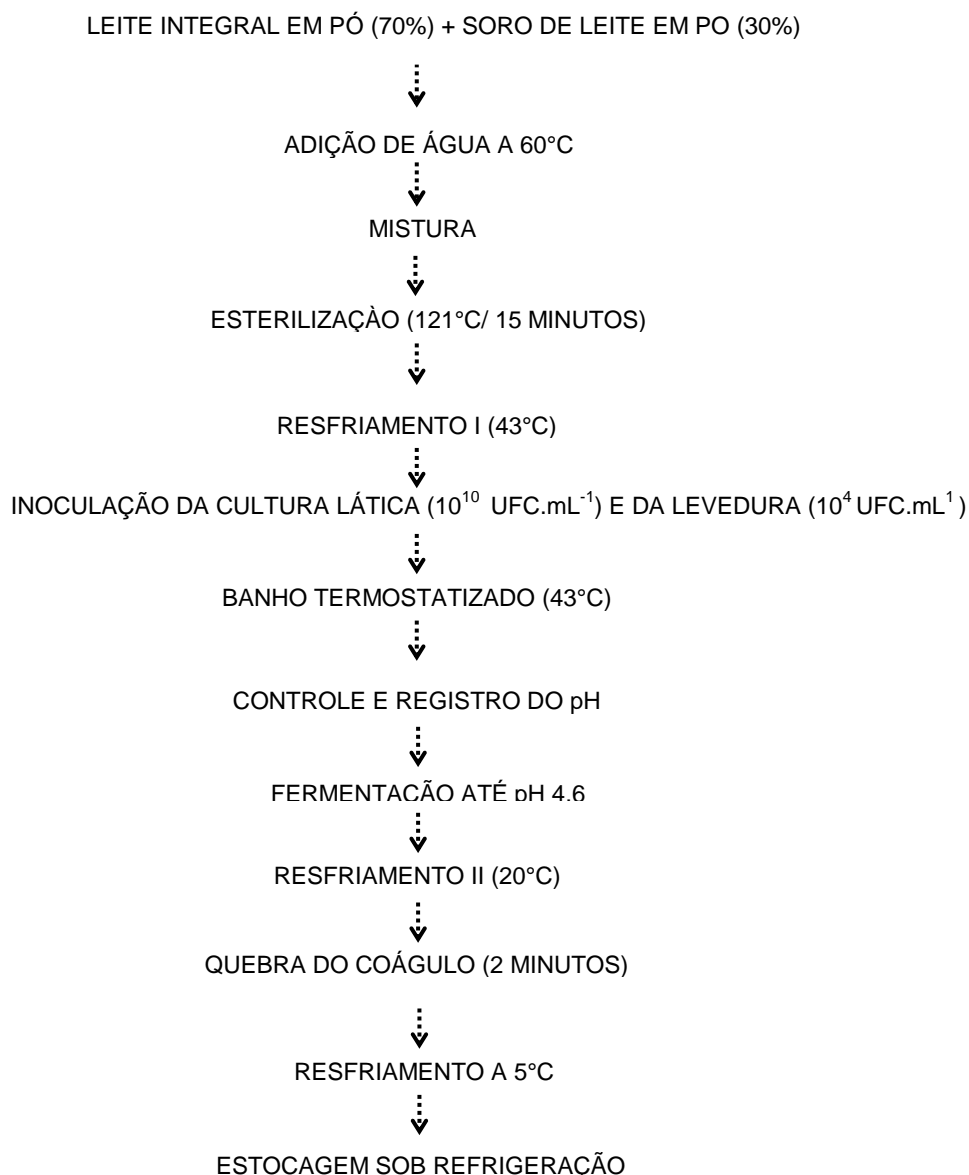 LEITE INTEGRAL EM PÓ (70%) + SORO DE LEITE EM PO (30%)
ADIÇÃO DE ÁGUA A 60°C
MISTURA
ESTERILIZAÇÀO (121°C/ 15 MINUTOS)
RESFRIAMENTO I (43°C)
INOCULAÇÃO DA CULTURA LÁTICA (10¹⁰ UFC.mL⁻¹) E DA LEVEDURA (10⁴ UFC.mL¹ )
BANHO TERMOSTATIZADO (43°C)
CONTROLE E REGISTRO DO pH
FERMENTAÇÃO ATÉ pH 4.6
RESFRIAMENTO II (20°C)
QUEBRA DO COÁGULO (2 MINUTOS)
RESFRIAMENTO A 5°C
ESTOCAGEM SOB REFRIGERAÇÃO